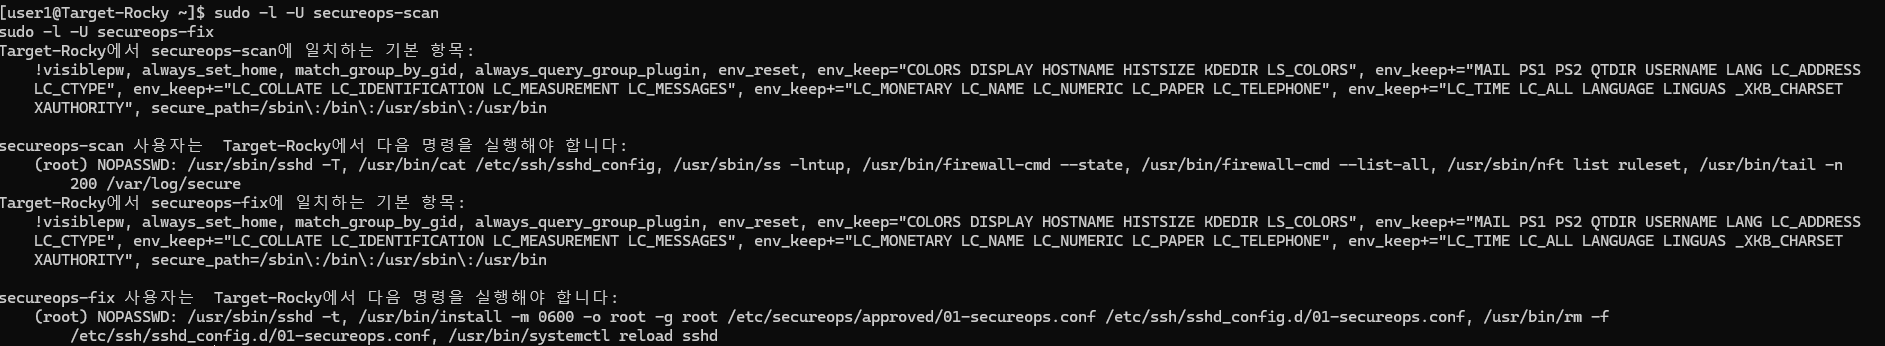 [user1@Target-Rocky ~]$ sudo -l -U secureops-scan
sudo -l -U secureops-fix
Target-Rocky에서 secureops-scan에 일치하는 기본 항목:
    !visiblepw, always_set_home, match_group_by_gid, always_query_group_plugin, env_reset, env_keep="COLORS DISPLAY HOSTNAME HISTSIZE KDEDIR LS_COLORS", env_keep+="MAIL PS1 PS2 QTDIR USERNAME LANG LC_ADDRESS
    LC_CTYPE", env_keep+="LC_COLLATE LC_IDENTIFICATION LC_MEASUREMENT LC_MESSAGES", env_keep+="LC_MONETARY LC_NAME LC_NUMERIC LC_PAPER LC_TELEPHONE", env_keep+="LC_TIME LC_ALL LANGUAGE LINGUAS _XKB_CHARSET
    XAUTHORITY", secure_path=/sbin\:/bin\:/usr/sbin\:/usr/bin

secureops-scan 사용자는  Target-Rocky에서 다음 명령을 실행해야 합니다:
    (root) NOPASSWD: /usr/sbin/sshd -T, /usr/bin/cat /etc/ssh/sshd_config, /usr/sbin/ss -lntup, /usr/bin/firewall-cmd --state, /usr/bin/firewall-cmd --list-all, /usr/sbin/nft list ruleset, /usr/bin/tail -n
        200 /var/log/secure
Target-Rocky에서 secureops-fix에 일치하는 기본 항목:
    !visiblepw, always_set_home, match_group_by_gid, always_query_group_plugin, env_reset, env_keep="COLORS DISPLAY HOSTNAME HISTSIZE KDEDIR LS_COLORS", env_keep+="MAIL PS1 PS2 QTDIR USERNAME LANG LC_ADDRESS
    LC_CTYPE", env_keep+="LC_COLLATE LC_IDENTIFICATION LC_MEASUREMENT LC_MESSAGES", env_keep+="LC_MONETARY LC_NAME LC_NUMERIC LC_PAPER LC_TELEPHONE", env_keep+="LC_TIME LC_ALL LANGUAGE LINGUAS _XKB_CHARSET
    XAUTHORITY", secure_path=/sbin\:/bin\:/usr/sbin\:/usr/bin

secureops-fix 사용자는  Target-Rocky에서 다음 명령을 실행해야 합니다:
    (root) NOPASSWD: /usr/sbin/sshd -t, /usr/bin/install -m 0600 -o root -g root /etc/secureops/approved/01-secureops.conf /etc/ssh/sshd_config.d/01-secureops.conf, /usr/bin/rm -f
        /etc/ssh/sshd_config.d/01-secureops.conf, /usr/bin/systemctl reload sshd